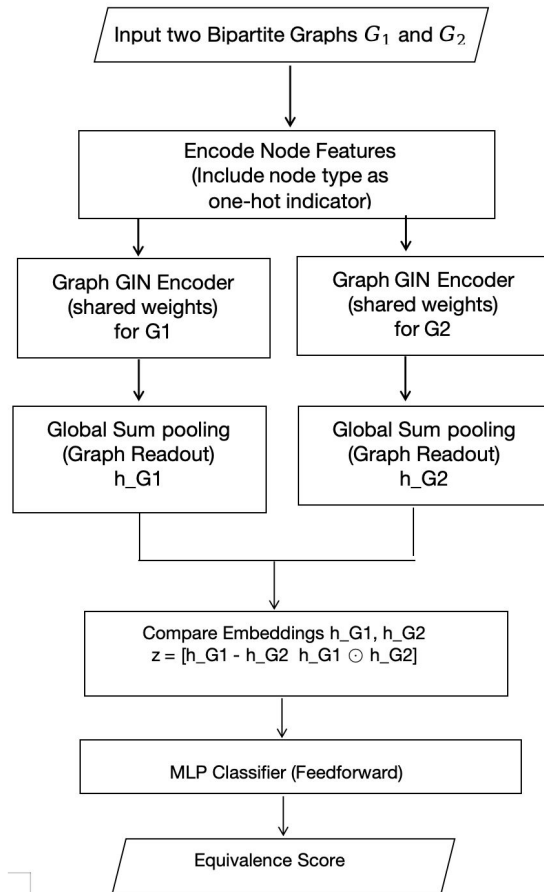 Input two Bipartite Graphs G₁ and G₂
Encode Node Features
(Include node type as
one-hot indicator)
Graph GIN Encoder
(shared weights)
for G1
Graph GIN Encoder
(shared weights)
for G2
Global Sum pooling
(Graph Readout)
h_G1
Global Sum pooling
(Graph Readout)
h_G2
Compare Embeddings h_G1, h_G2
z = [h_G1 - h_G2 h_G1 ⊙ h_G2]
MLP Classifier (Feedforward)
Equivalence Score